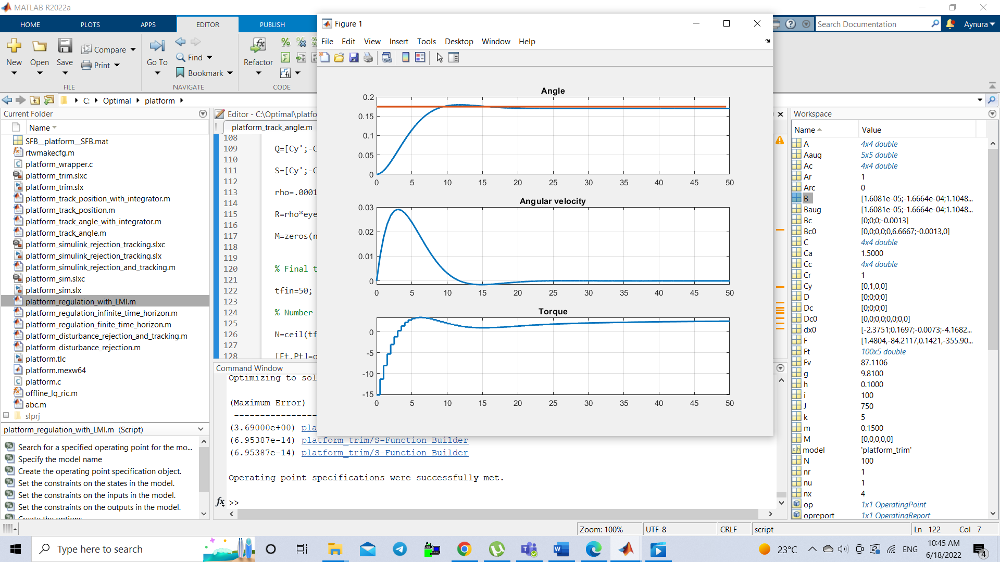 MATLAB R2022a
HOME PLOTS APPS EDITOR PUBLISH
Search Documentation
Aynura
New Open Save Compare Print
FILE
Go To Find Bookmark
NAVIGATE
Refactor
CODE
C: Optimal platform
Current Folder
Name
SFB__platform__SFB.mat
rtwmakecfg.m
platform_wrapper.c
platform_trim.slxc
platform_trim.slx
platform_track_position_with_integrator.m
platform_track_position.m
platform_track_angle_with_integrator.m
platform_track_angle.m
platform_simulink_rejection_tracking.slxc
platform_simulink_rejection_tracking.slx
platform_simulink_rejection_and_tracking.m
platform_sim.slxc
platform_sim.slx
platform_regulation_with_LMI.m
platform_regulation_infinite_time_horizon.m
platform_regulation_finite_time_horizon.m
platform_disturbance_rejection_and_tracking.m
platform_disturbance_rejection.m
platform.tlc
platform.mexw64
platform.c
offline_lq_ric.m
abc.m
slprj
platform_regulation_with_LMI.m (Script)
Search for a specified operating point for the mo...
Specify the model name
Create the operating point specification object.
Set the constraints on the states in the model.
Set the constraints on the inputs in the model.
Set the constraints on the outputs in the model.
Create the options
Editor - C:\Optimal\platfo
platform_track_angle.m
108
109 Q=[Cy';-C
110
111 S=[Cy';-C
112
113 rho=.0001
114
115 R=rho*eye
116
117 M=zeros(n
118
119
120 % Final t
121
122 tfin=50;
123
124 % Number
125
126 N=ceil(tf
127
128 [Ft,Pt]=o
Command Window
Optimizing to sol
(Maximum Error)
-----------------
(3.69000e+00) pla
(6.95387e-14) platform_trim/S-Function Builder
(6.95387e-14) platform_trim/S-Function Builder
Operating point specifications were successfully met.
fx >>
Figure 1
File Edit View Insert Tools Desktop Window Help
Angle
0.2
0.15
0.1
0.05
0
0 5 10 15 20 25 30 35 40 45 50
Angular velocity
0.03
0.02
0.01
0
0 5 10 15 20 25 30 35 40 45 50
Torque
0
-5
-10
-15
0 5 10 15 20 25 30 35 40 45 50
Workspace
Name Value
A 4x4 double
Aaug 5x5 double
Ac 4x4 double
Ar 1
Arc 0
B [1.6081e-05;-1.6664e-04;1.1048...
Baug [1.6081e-05;-1.6664e-04;1.1048...
Bc [0;0;0;-0.0013]
Bc0 [0,0;0,0;0,6.6667;-0.0013,0]
C 4x4 double
Ca 1.5000
Cc 4x4 double
Cr 1
Cy [0,1,0,0]
D [0;0;0;0]
Dc [0;0;0;0]
Dc0 [0,0;0,0;0,0;0,0]
dx0 [-2.3751;0.1697;-0.0073;-4.1682...
F [1.4804,-84.2117,0.1421,-355.90...
Ft 100x5 double
Fv 87.1106
g 9.8100
h 0.1000
i 100
J 750
k 5
m 0.1500
M [0,0,0,0,0]
model 'platform_trim'
N 100
nr 1
nu 1
nx 4
op 1x1 OperatingPoint
opreport 1x1 OperatingReport
Zoom: 100% UTF-8 CRLF script Ln 122 Col 7
Type here to search
23°C ENG 10:45 AM
6/18/2022
4